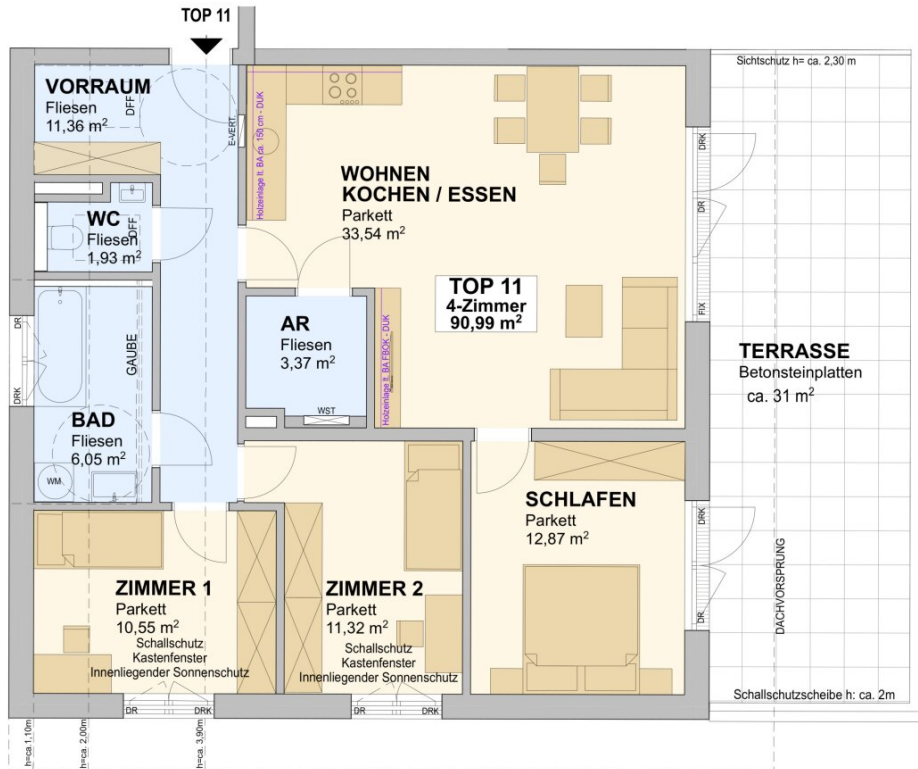 TOP 11
Sichtschutz h= ca. 2,30 m
VORRAUM
Fliesen
11,36 m²
DFF
E-VERT.
Holzeinlage lt. BA ca. 150 cm - DUK
WOHNEN
KOCHEN / ESSEN
Parkett
33,54 m²
DRK
DR
FIX
WC
Fliesen
1,93 m²
DFF
TOP 11
4-Zimmer
90,99 m²
AR
Fliesen
3,37 m²
WST
Holzeinlage lt. BA FBOK - DUK
TERRASSE
Betonsteinplatten
ca. 31 m²
DR
DRK
GAUBE
BAD
Fliesen
6,05 m²
WM
SCHLAFEN
Parkett
12,87 m²
DRK
DR
DACHVORSPRUNG
ZIMMER 1
Parkett
10,55 m²
Schallschutz
Kastenfenster
Innenliegender Sonnenschutz
ZIMMER 2
Parkett
11,32 m²
Schallschutz
Kastenfenster
Innenliegender Sonnenschutz
Schallschutzscheibe h: ca. 2m
DR
DRK
DR
DRK
h=ca.1,10m
h=ca.2,00m
h=ca.3,90m